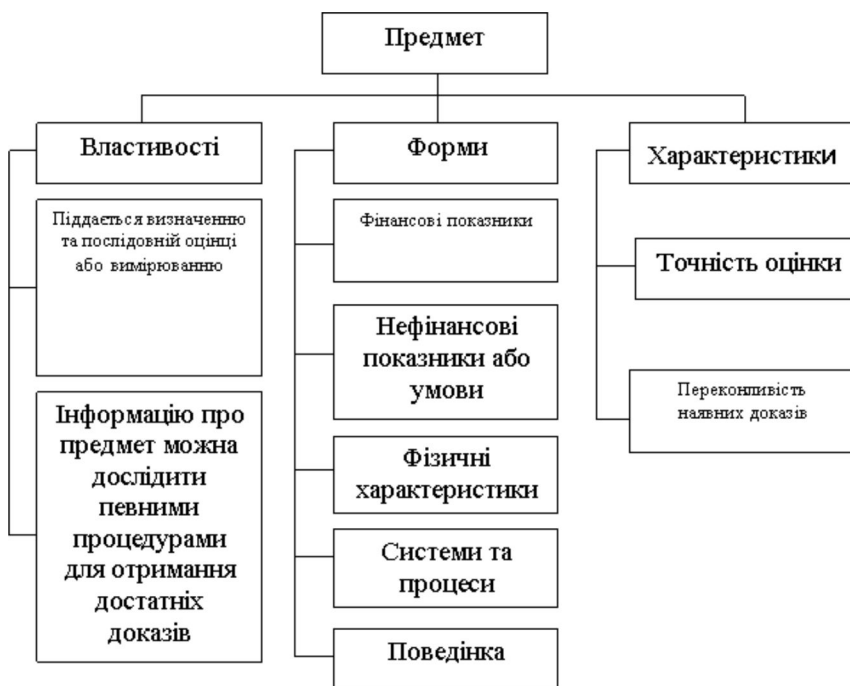 Предмет
Властивості
Піддається визначенню
та послідовній оцінці
або вимірюванню
Інформацію про
предмет можна
дослідити
певними
процедурами
для отримання
достатніх
доказів
Форми
Фінансові показники
Нефінансові
показники або
умови
Фізичні
характеристики
Системи та
процеси
Поведінка
Характеристики
Точність оцінки
Переконливість
наявних доказів